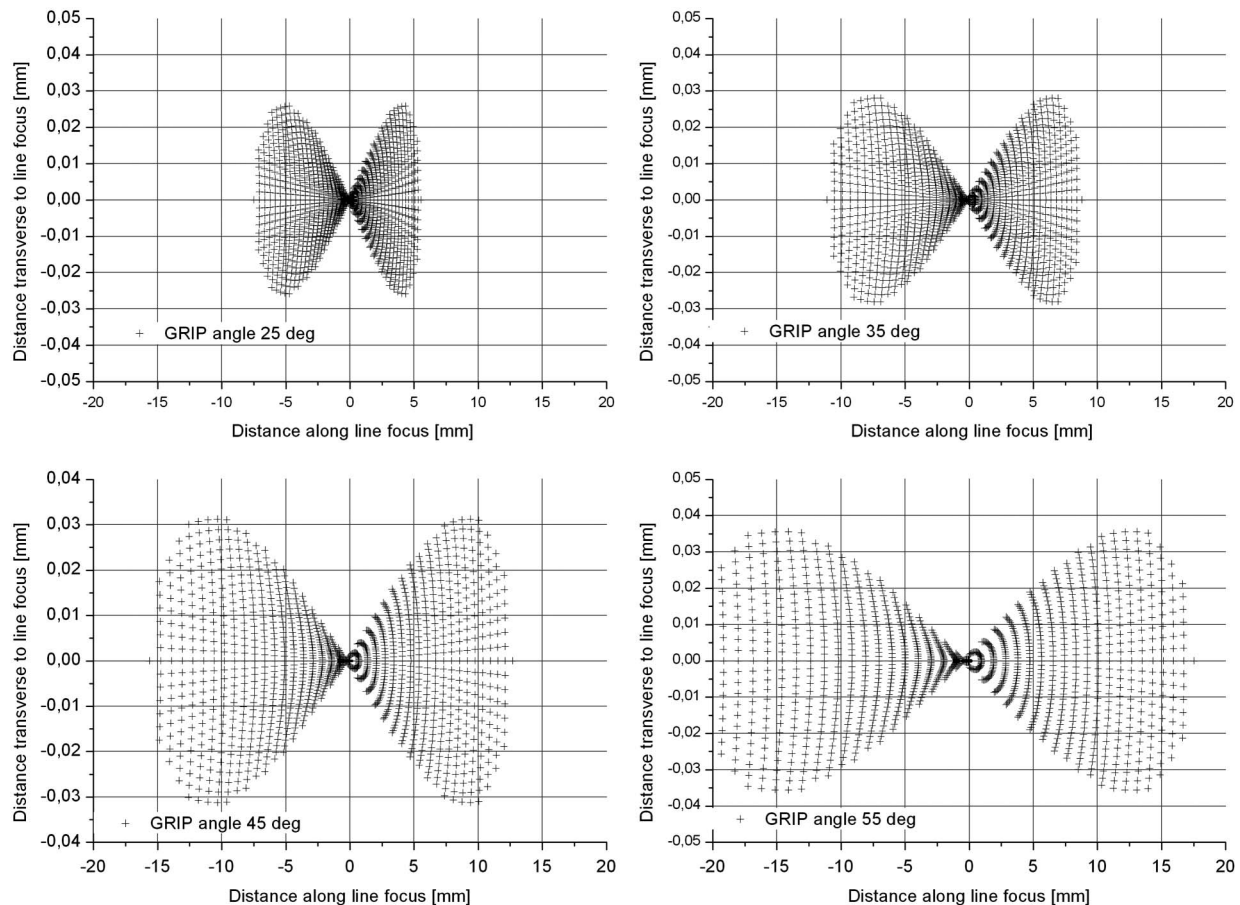 0,05
0,04
0,03
0,02
0,01
0,00
-0,01
-0,02
-0,03
-0,04
-0,05
Distance transverse to line focus [mm]
GRIP angle 25 deg
-20 -15 -10 -5 0 5 10 15 20
Distance along line focus [mm]
0,05
0,04
0,03
0,02
0,01
0,00
-0,01
-0,02
-0,03
-0,04
-0,05
Distance transverse to line focus [mm]
GRIP angle 35 deg
-20 -15 -10 -5 0 5 10 15 20
Distance along line focus [mm]
0,04
0,03
0,02
0,01
0,00
-0,01
-0,02
-0,03
-0,04
Distance transverse to line focus [mm]
GRIP angle 45 deg
-20 -15 -10 -5 0 5 10 15 20
Distance along line focus [mm]
0,05
0,04
0,03
0,02
0,01
0,00
-0,01
-0,02
-0,03
-0,04
-0,05
Distance transverse to line focus [mm]
GRIP angle 55 deg
-20 -15 -10 -5 0 5 10 15 20
Distance along line focus [mm]